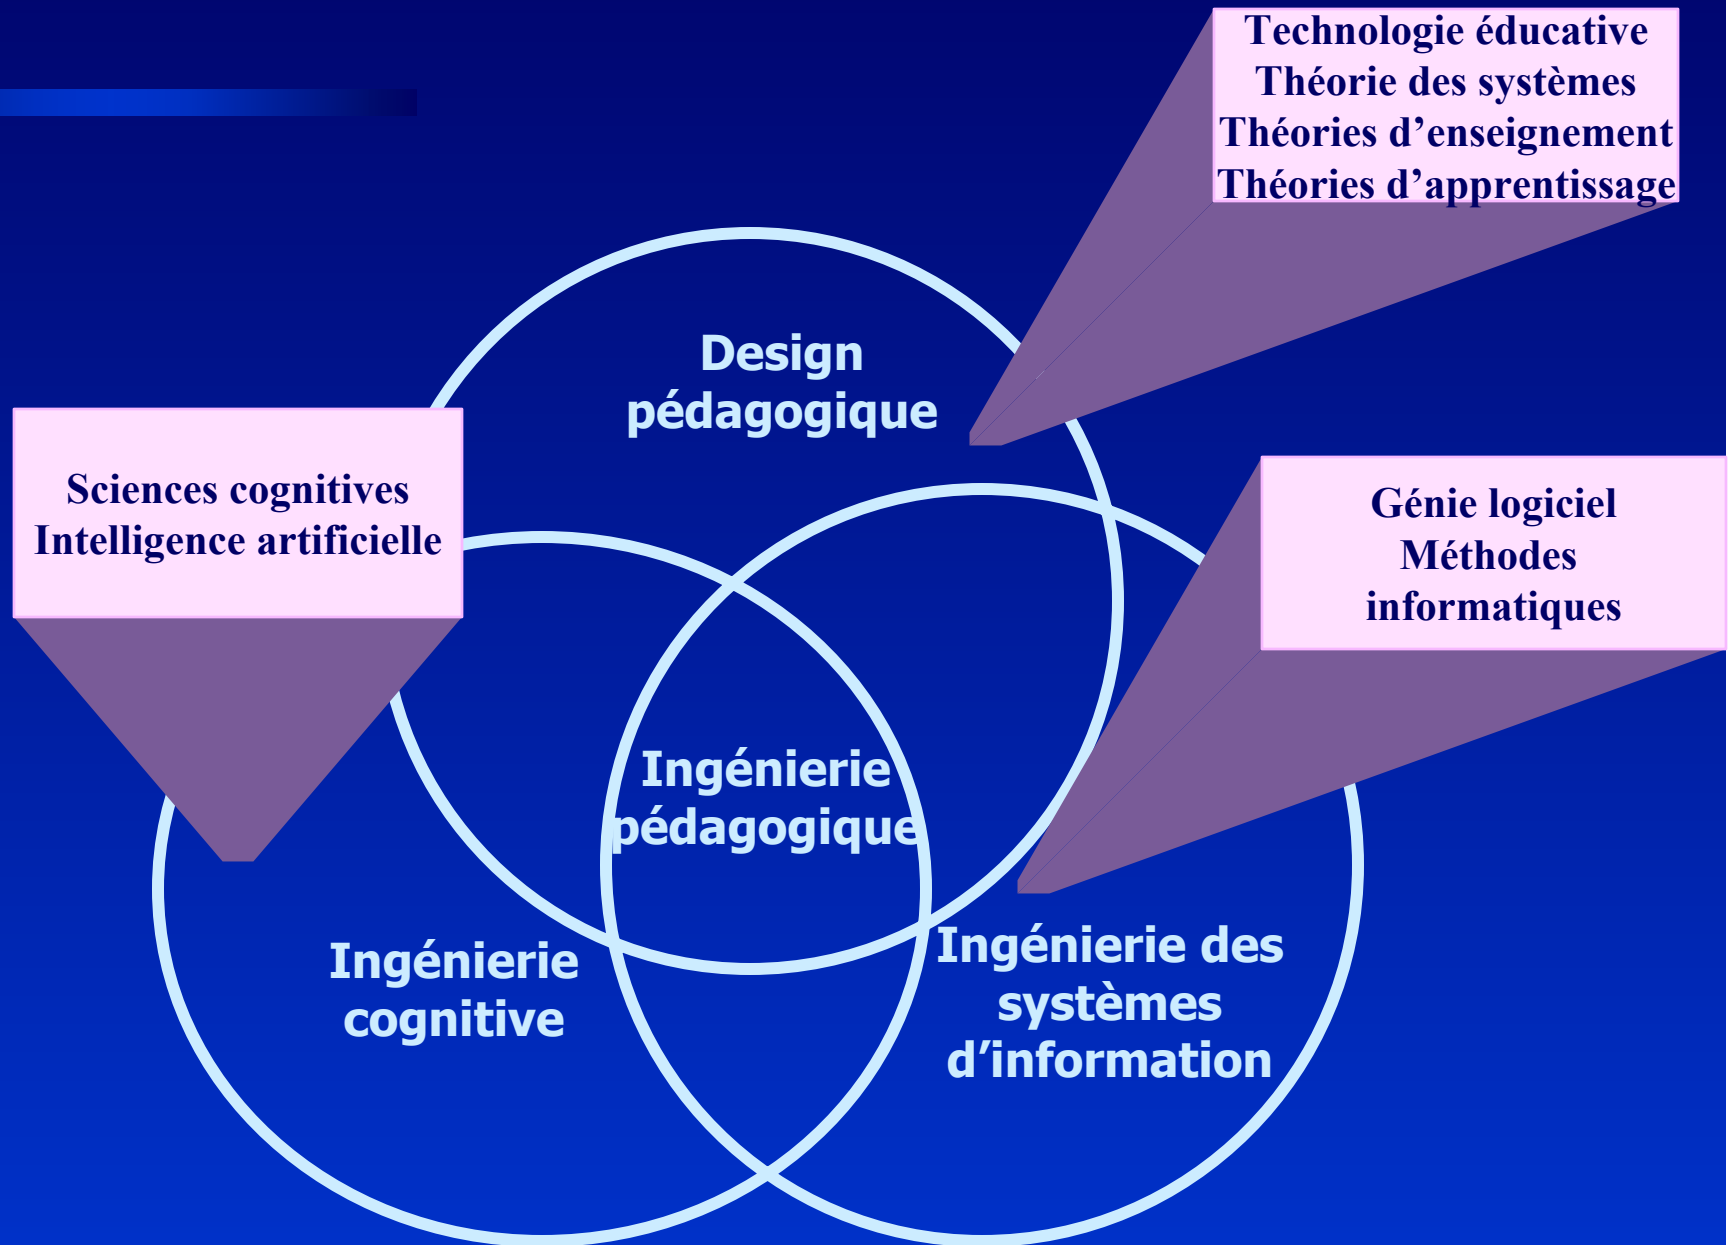 Technologie éducative
Théorie des systèmes
Théories d’enseignement
Théories d’apprentissage
Design
pédagogique
Sciences cognitives
Intelligence artificielle
Génie logiciel
Méthodes
informatiques
Ingénierie
pédagogique
Ingénierie
cognitive
Ingénierie des
systèmes
d’information